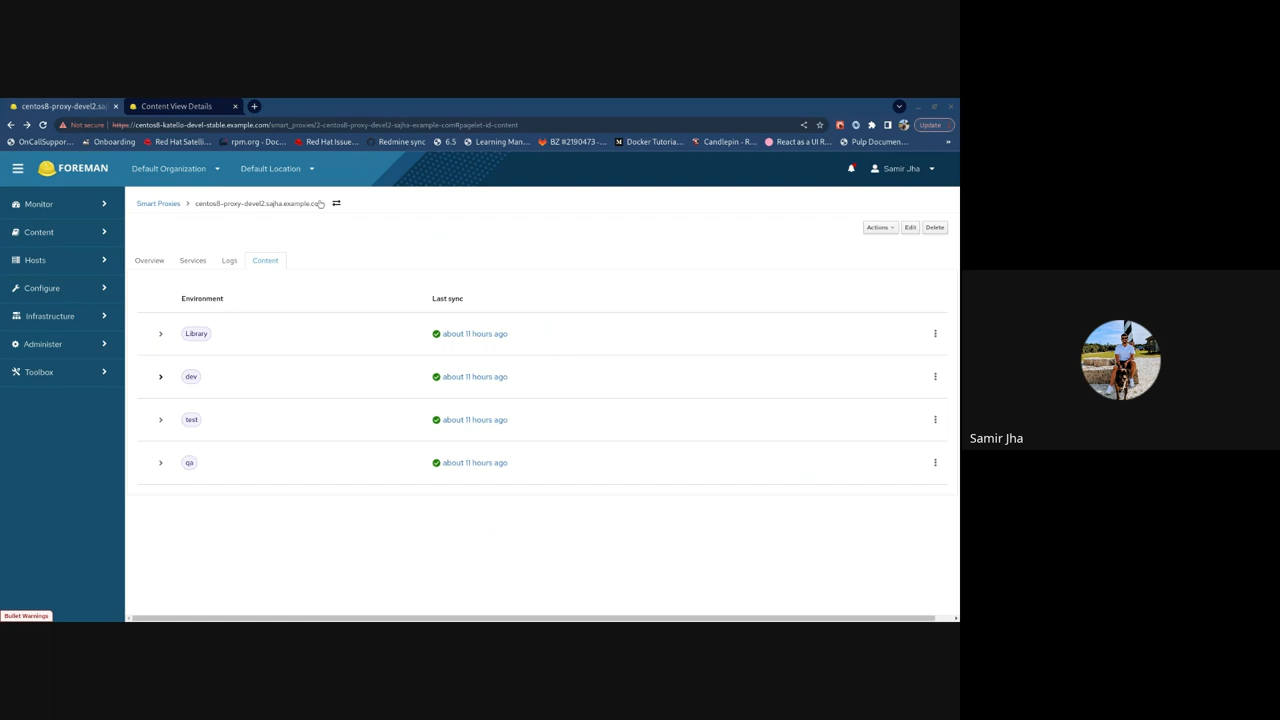 centos8-proxy-devel2.saj
Content View Details
Not secure https://centos8-katello-devel-stable.example.com/smart_proxies/2-centos8-proxy-devel2-sajha-example-com#pagelet-id-content
Update
OnCallSuppor... Onboarding Red Hat Satelli... rpm.org - Doc... Red Hat Issue... Redmine sync 6.5 Learning Man... BZ #2190473 -... Docker Tutoria... Candlepin - R... React as a UI R... Pulp Documen... »
FOREMAN
Default Organization
Default Location
Samir Jha
Monitor
Content
Hosts
Configure
Infrastructure
Administer
Toolbox
Smart Proxies > centos8-proxy-devel2.sajha.example.co
Actions Edit Delete
Overview Services Logs Content
Environment Last sync
Library about 11 hours ago
dev about 11 hours ago
test about 11 hours ago
qa about 11 hours ago
Bullet Warnings
Samir Jha